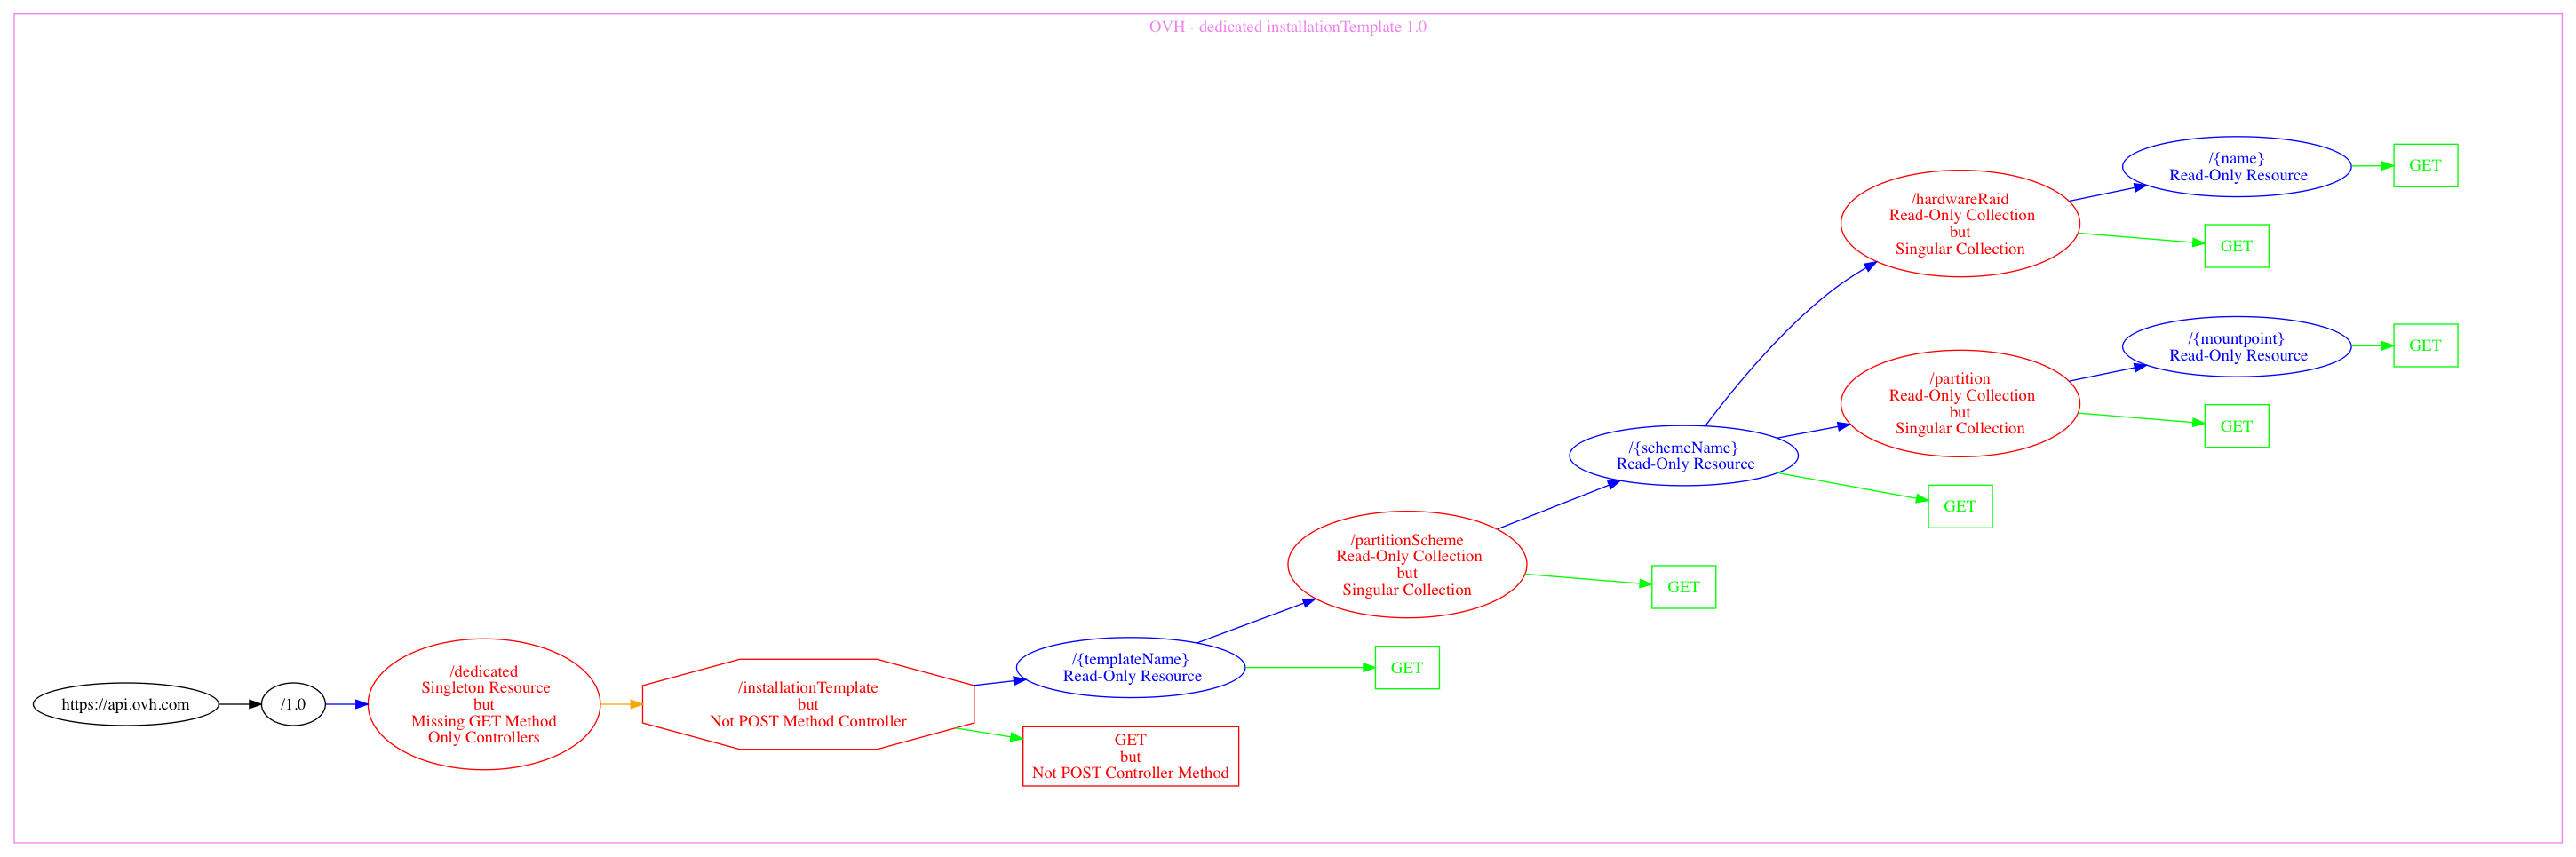 OVH - dedicated installationTemplate 1.0
/{name}
Read-Only Resource
GET
/hardwareRaid
Read-Only Collection
but
Singular Collection
GET
/{mountpoint}
Read-Only Resource
GET
/partition
Read-Only Collection
but
Singular Collection
GET
/{schemeName}
Read-Only Resource
GET
/partitionScheme
Read-Only Collection
but
Singular Collection
GET
/{templateName}
Read-Only Resource
GET
https://api.ovh.com
/1.0
/dedicated
Singleton Resource
but
Missing GET Method
Only Controllers
/installationTemplate
but
Not POST Method Controller
GET
but
Not POST Controller Method